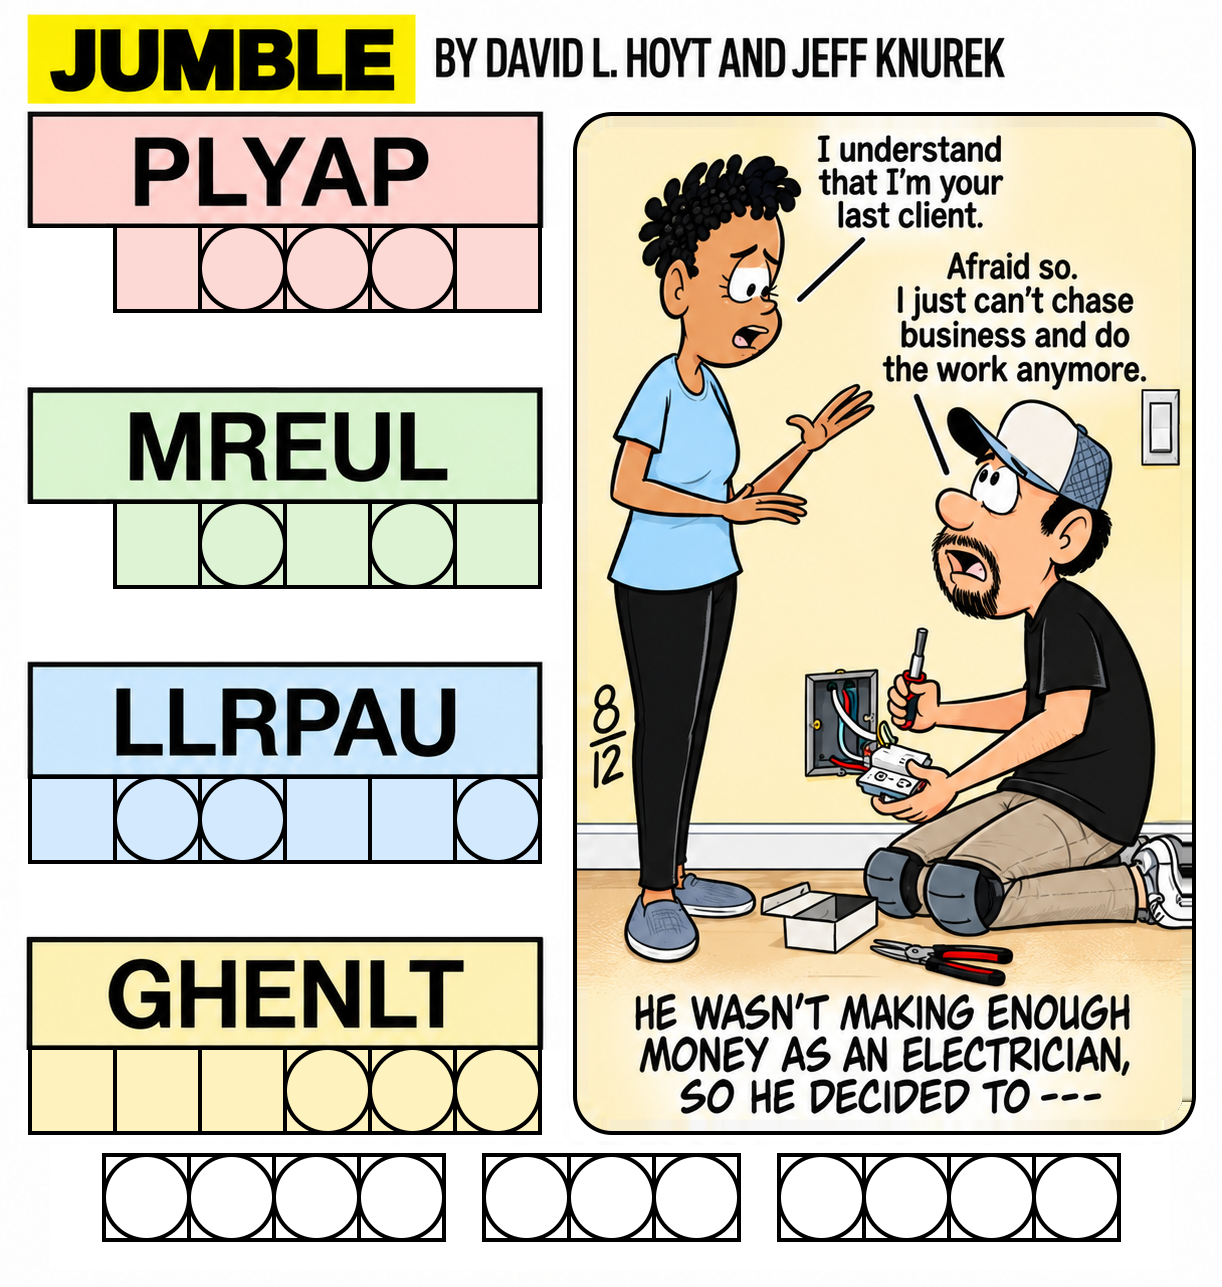 JUMBLE BY DAVID L. HOYT AND JEFF KNUREK
PLYAP
MREUL
LLRPAU
GHENLT
I understand
that I'm your
last client.
Afraid so.
I just can't chase
business and do
the work anymore.
8/12
HE WASN'T MAKING ENOUGH
MONEY AS AN ELECTRICIAN,
SO HE DECIDED TO ---